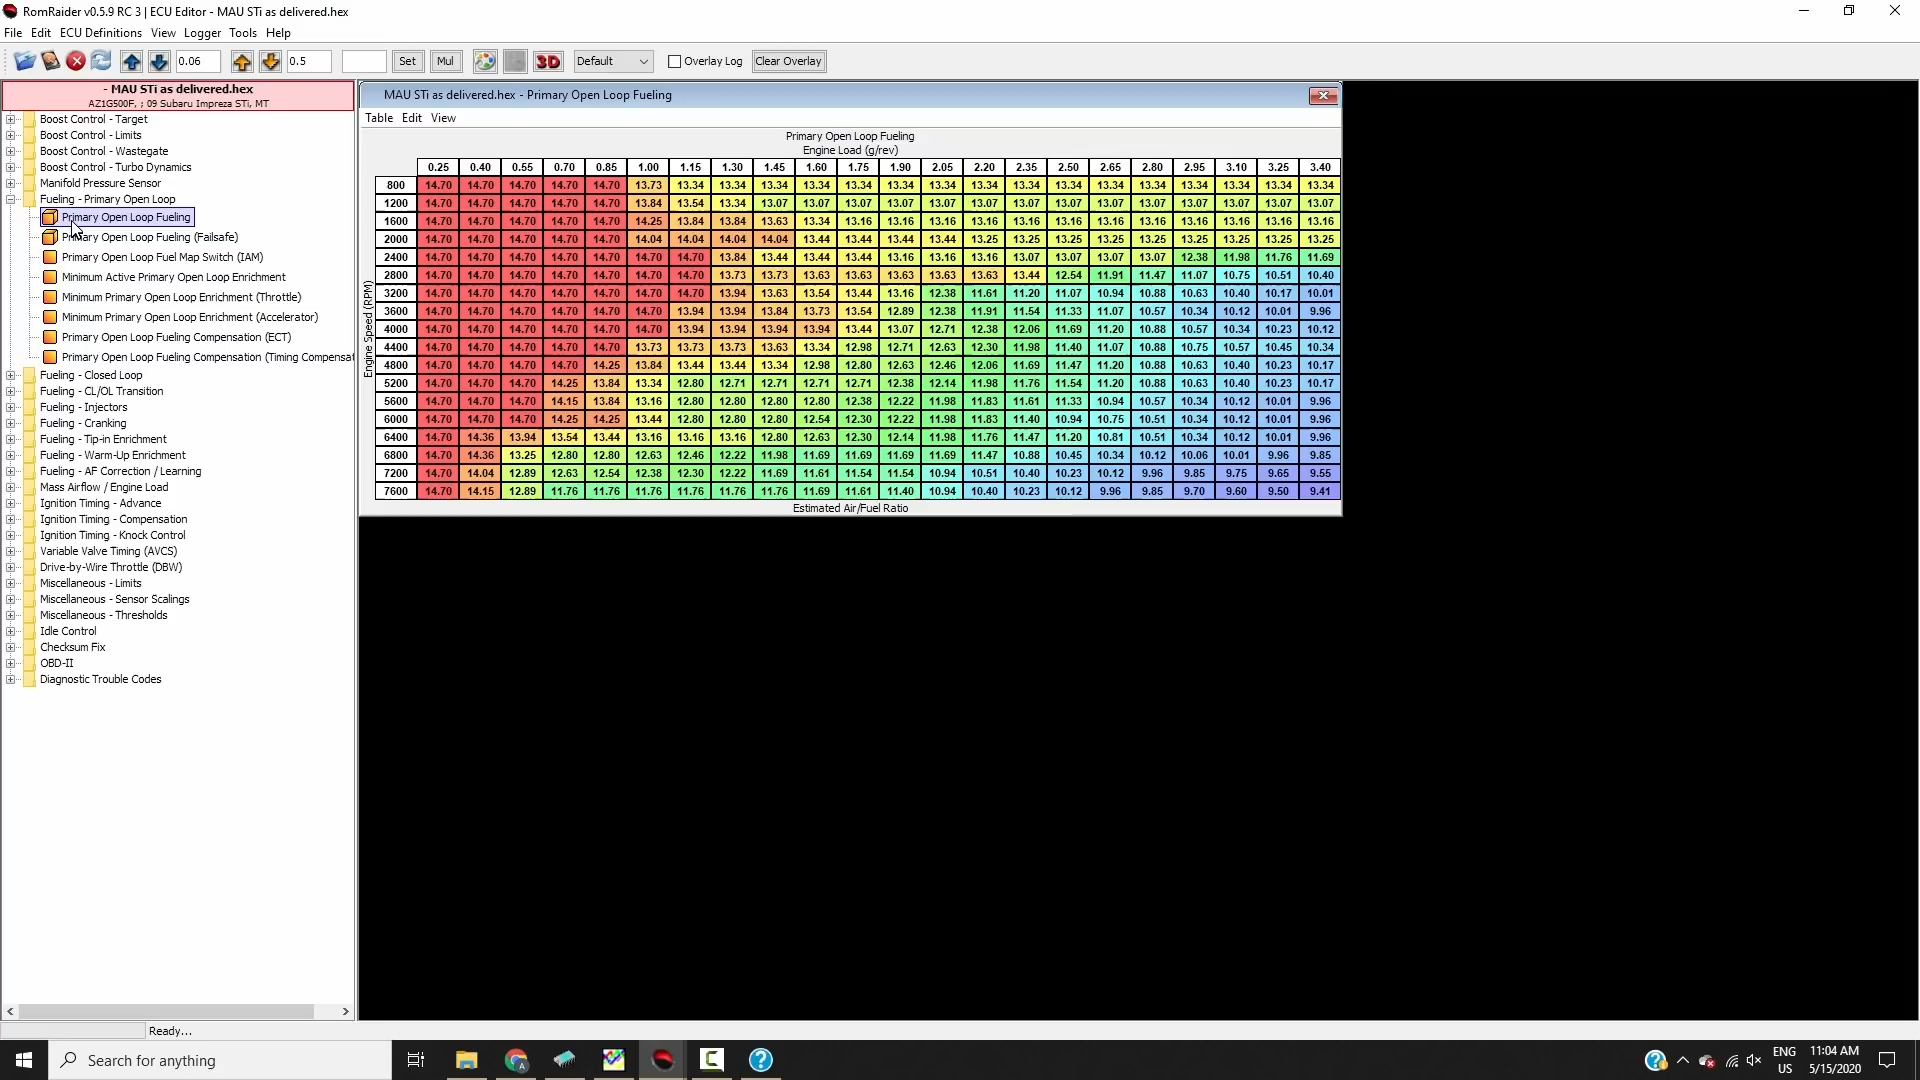 RomRaider v0.5.9 RC 3 | ECU Editor - MAU STi as delivered.hex
File Edit ECU Definitions View Logger Tools Help
0.06 0.5 Set Mul 3D Default Overlay Log Clear Overlay
- MAU STi as delivered.hex
AZ1G500F, ; 09 Subaru Impreza STi, MT
Boost Control - Target
Boost Control - Limits
Boost Control - Wastegate
Boost Control - Turbo Dynamics
Manifold Pressure Sensor
Fueling - Primary Open Loop
Primary Open Loop Fueling
Primary Open Loop Fueling (Failsafe)
Primary Open Loop Fuel Map Switch (IAM)
Minimum Active Primary Open Loop Enrichment
Minimum Primary Open Loop Enrichment (Throttle)
Minimum Primary Open Loop Enrichment (Accelerator)
Primary Open Loop Fueling Compensation (ECT)
Primary Open Loop Fueling Compensation (Timing Compensat
Fueling - Closed Loop
Fueling - CL/OL Transition
Fueling - Injectors
Fueling - Cranking
Fueling - Tip-in Enrichment
Fueling - Warm-Up Enrichment
Fueling - AF Correction / Learning
Mass Airflow / Engine Load
Ignition Timing - Advance
Ignition Timing - Compensation
Ignition Timing - Knock Control
Variable Valve Timing (AVCS)
Drive-by-Wire Throttle (DBW)
Miscellaneous - Limits
Miscellaneous - Sensor Scalings
Miscellaneous - Thresholds
Idle Control
Checksum Fix
OBD-II
Diagnostic Trouble Codes
MAU STi as delivered.hex - Primary Open Loop Fueling
Table Edit View
Primary Open Loop Fueling
Engine Load (g/rev)
Engine Speed (RPM)
0.25 0.40 0.55 0.70 0.85 1.00 1.15 1.30 1.45 1.60 1.75 1.90 2.05 2.20 2.35 2.50 2.65 2.80 2.95 3.10 3.25 3.40
800 14.70 14.70 14.70 14.70 14.70 13.73 13.34 13.34 13.34 13.34 13.34 13.34 13.34 13.34 13.34 13.34 13.34 13.34 13.34 13.34 13.34 13.34
1200 14.70 14.70 14.70 14.70 14.70 13.84 13.54 13.34 13.07 13.07 13.07 13.07 13.07 13.07 13.07 13.07 13.07 13.07 13.07 13.07 13.07 13.07
1600 14.70 14.70 14.70 14.70 14.70 14.25 13.84 13.84 13.63 13.34 13.16 13.16 13.16 13.16 13.16 13.16 13.16 13.16 13.16 13.16 13.16 13.16
2000 14.70 14.70 14.70 14.70 14.70 14.04 14.04 14.04 14.04 13.44 13.44 13.44 13.44 13.25 13.25 13.25 13.25 13.25 13.25 13.25 13.25 13.25
2400 14.70 14.70 14.70 14.70 14.70 14.70 14.70 13.84 13.44 13.44 13.44 13.16 13.16 13.16 13.07 13.07 13.07 13.07 12.38 11.98 11.76 11.69
2800 14.70 14.70 14.70 14.70 14.70 14.70 13.73 13.73 13.63 13.63 13.63 13.63 13.63 13.63 13.44 12.54 11.91 11.47 11.07 10.75 10.51 10.40
3200 14.70 14.70 14.70 14.70 14.70 14.70 14.70 13.94 13.63 13.54 13.44 13.16 12.38 11.61 11.20 11.07 10.94 10.88 10.63 10.40 10.17 10.01
3600 14.70 14.70 14.70 14.70 14.70 14.70 13.94 13.94 13.84 13.73 13.54 12.89 12.38 11.91 11.54 11.33 11.07 10.57 10.34 10.12 10.01 9.96
4000 14.70 14.70 14.70 14.70 14.70 14.70 13.94 13.94 13.94 13.94 13.44 13.07 12.71 12.38 12.06 11.69 11.20 10.88 10.57 10.34 10.23 10.12
4400 14.70 14.70 14.70 14.70 14.70 13.73 13.73 13.73 13.63 13.34 12.98 12.71 12.63 12.30 11.98 11.40 11.07 10.88 10.75 10.57 10.45 10.34
4800 14.70 14.70 14.70 14.70 14.25 13.84 13.44 13.44 13.34 12.98 12.80 12.63 12.46 12.06 11.69 11.47 11.20 10.88 10.63 10.40 10.23 10.17
5200 14.70 14.70 14.70 14.25 13.84 13.34 12.80 12.71 12.71 12.71 12.71 12.38 12.14 11.98 11.76 11.54 11.20 10.88 10.63 10.40 10.23 10.17
5600 14.70 14.70 14.70 14.15 13.84 13.16 12.80 12.80 12.80 12.80 12.38 12.22 11.98 11.83 11.61 11.33 10.94 10.57 10.34 10.12 10.01 9.96
6000 14.70 14.70 14.70 14.25 14.25 13.44 12.80 12.80 12.80 12.54 12.30 12.22 11.98 11.83 11.40 10.94 10.75 10.51 10.34 10.12 10.01 9.96
6400 14.70 14.36 13.94 13.54 13.44 13.16 13.16 13.16 12.80 12.63 12.30 12.14 11.98 11.76 11.47 11.20 10.81 10.51 10.34 10.12 10.01 9.96
6800 14.70 14.36 13.25 12.80 12.80 12.63 12.46 12.22 11.98 11.69 11.69 11.69 11.69 11.47 10.88 10.45 10.34 10.12 10.06 10.01 9.96 9.85
7200 14.70 14.04 12.89 12.63 12.54 12.38 12.30 12.22 11.69 11.61 11.54 11.54 10.94 10.51 10.40 10.23 10.12 9.96 9.85 9.75 9.65 9.55
7600 14.70 14.15 12.89 11.76 11.76 11.76 11.76 11.76 11.76 11.69 11.61 11.40 10.94 10.40 10.23 10.12 9.96 9.85 9.70 9.60 9.50 9.41
Estimated Air/Fuel Ratio
Ready...
Search for anything
ENG 11:04 AM
US 5/15/2020